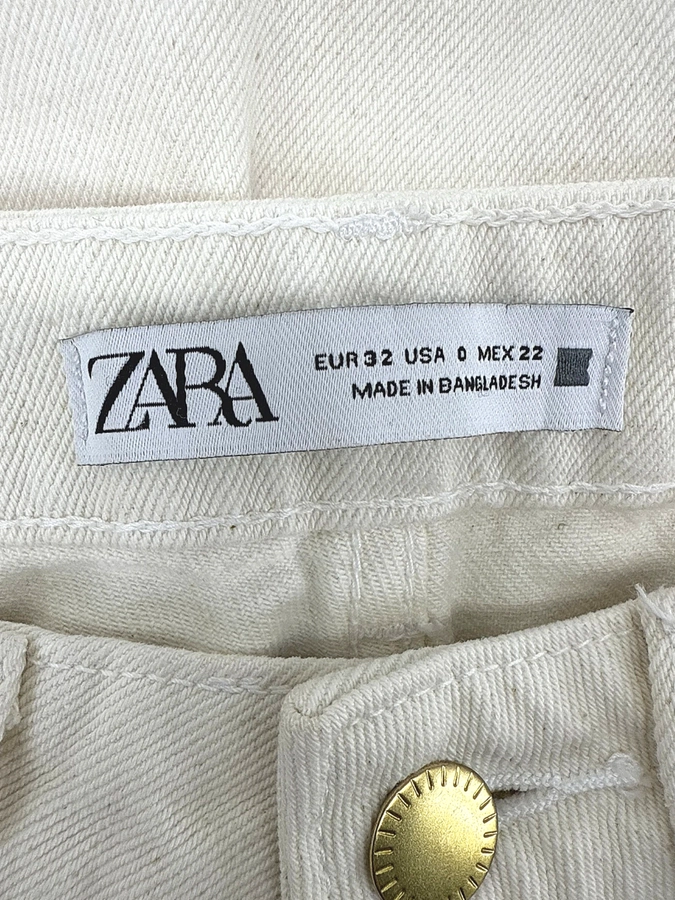 ZARA
EUR 32 USA 0 MEX 22
MADE IN BANGLADESH